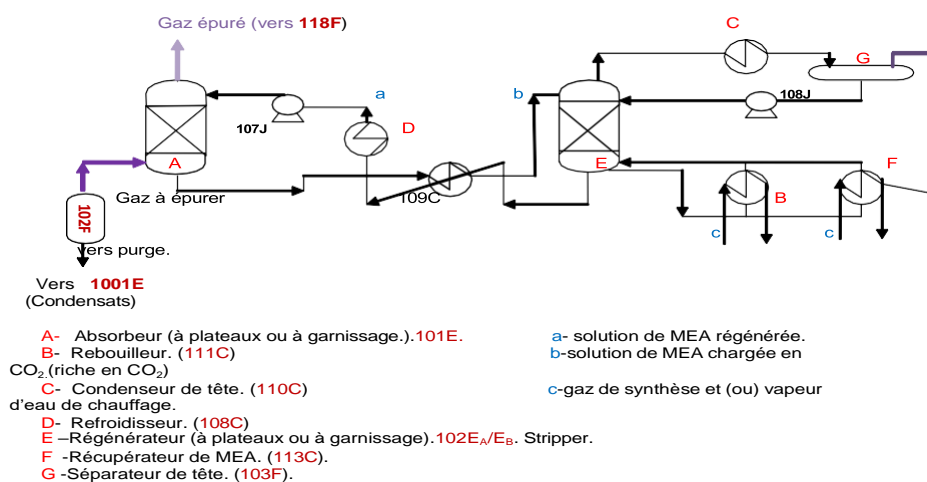 Gaz épuré (vers 118F)
C
G
a
b
108J
107J
D
A
E
F
Gaz à épurer
109C
B
102F
c
c
vers purge.
Vers 1001E
(Condensats)
A- Absorbeur (à plateaux ou à garnissage.).101E.
a- solution de MEA régénérée.
B- Rebouilleur. (111C)
b-solution de MEA chargée en
CO2.(riche en CO2)
C- Condenseur de tête. (110C)
c-gaz de synthèse et (ou) vapeur
d'eau de chauffage.
D- Refroidisseur. (108C)
E –Régénérateur (à plateaux ou à garnissage).102EA/EB. Stripper.
F -Récupérateur de MEA. (113C).
G -Séparateur de tête. (103F).